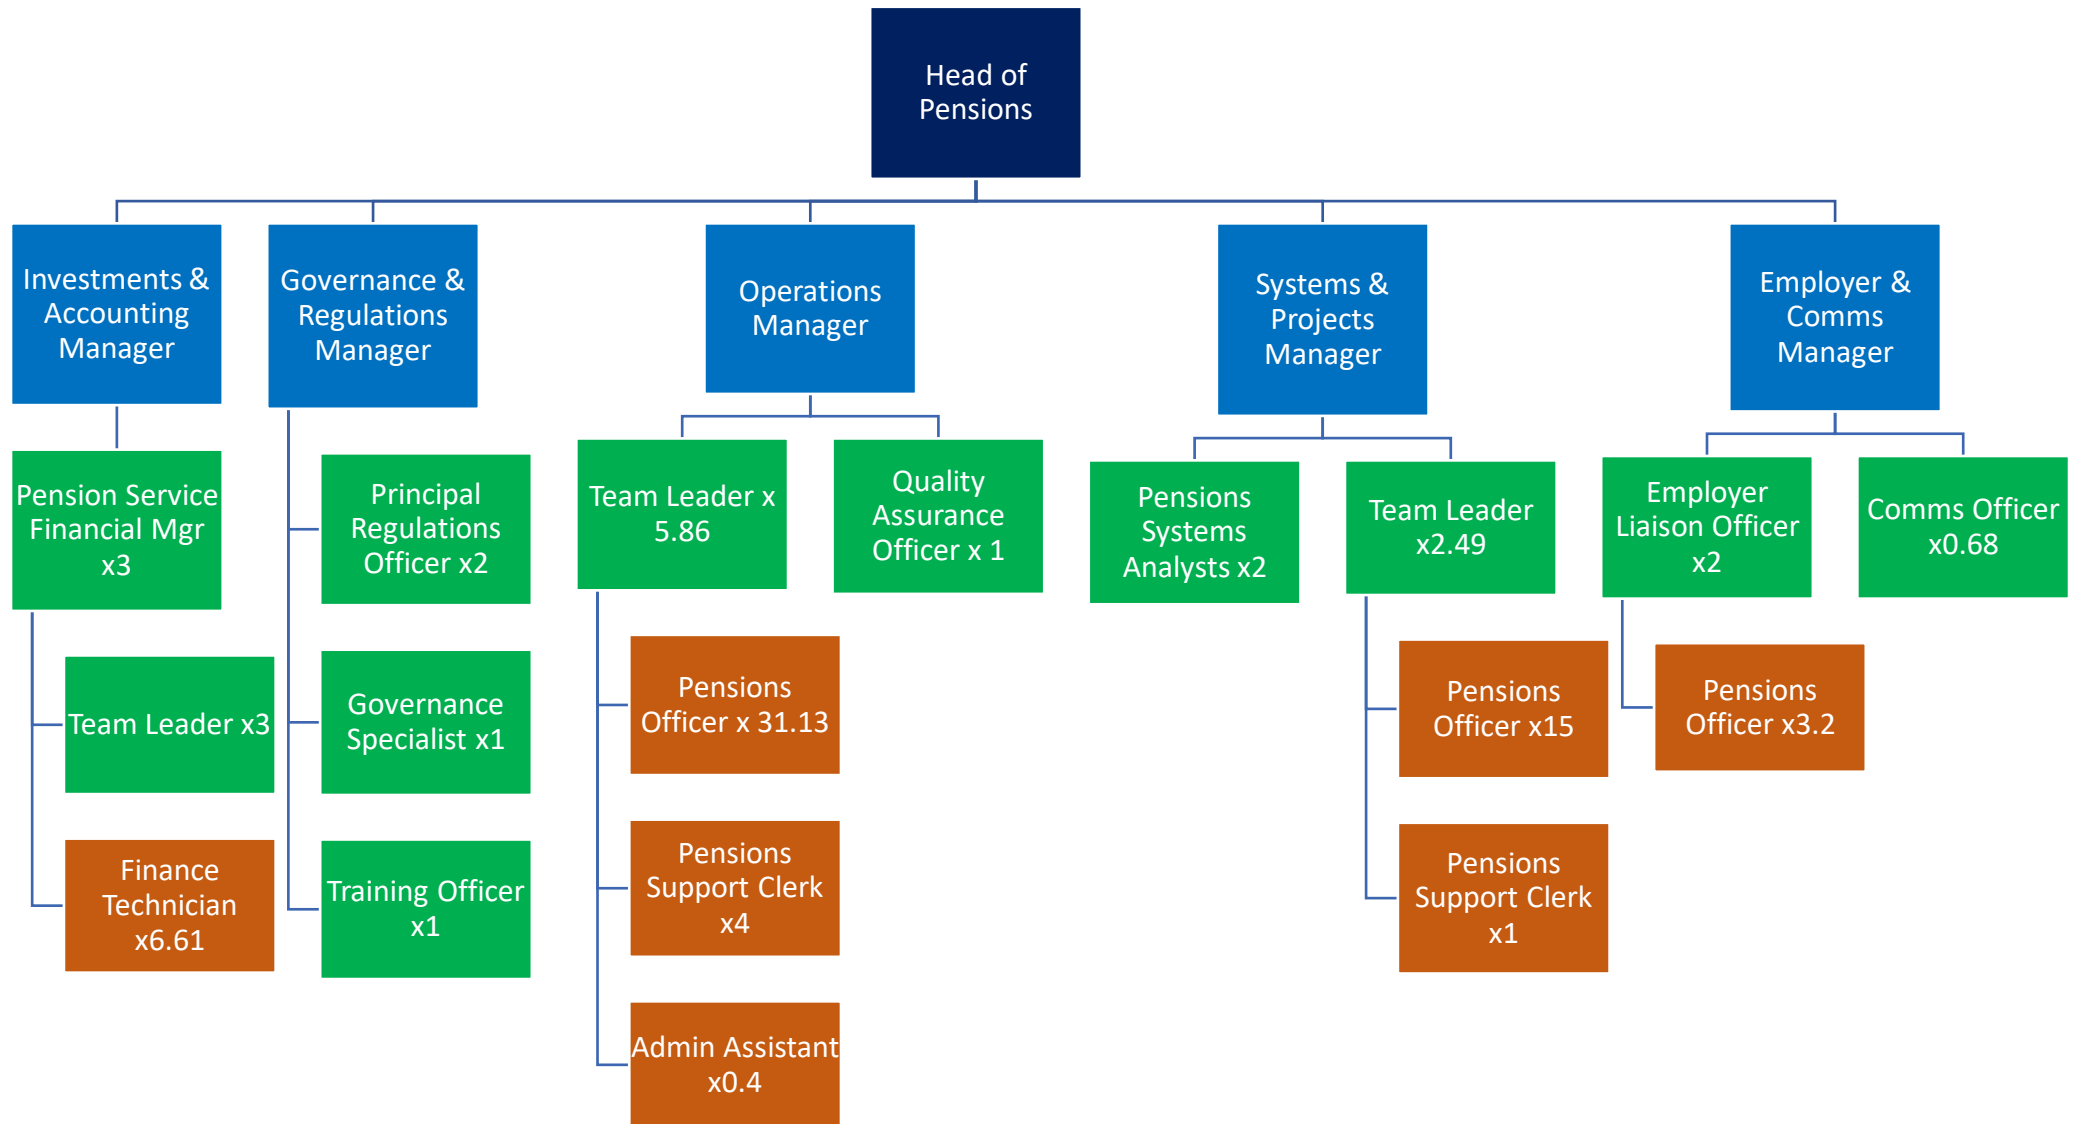 Head of
Pensions
Investments &
Accounting
Manager
Governance &
Regulations
Manager
Operations
Manager
Systems &
Projects
Manager
Employer &
Comms
Manager
Pension Service
Financial Mgr
x3
Team Leader x3
Finance
Technician
x6.61
Principal
Regulations
Officer x2
Governance
Specialist x1
Training Officer
x1
Team Leader x
5.86
Quality
Assurance
Officer x 1
Pensions
Officer x 31.13
Pensions
Support Clerk
x4
Admin Assistant
x0.4
Pensions
Systems
Analysts x2
Team Leader
x2.49
Pensions
Officer x15
Pensions
Support Clerk
x1
Employer
Liaison Officer
x2
Comms Officer
x0.68
Pensions
Officer x3.2